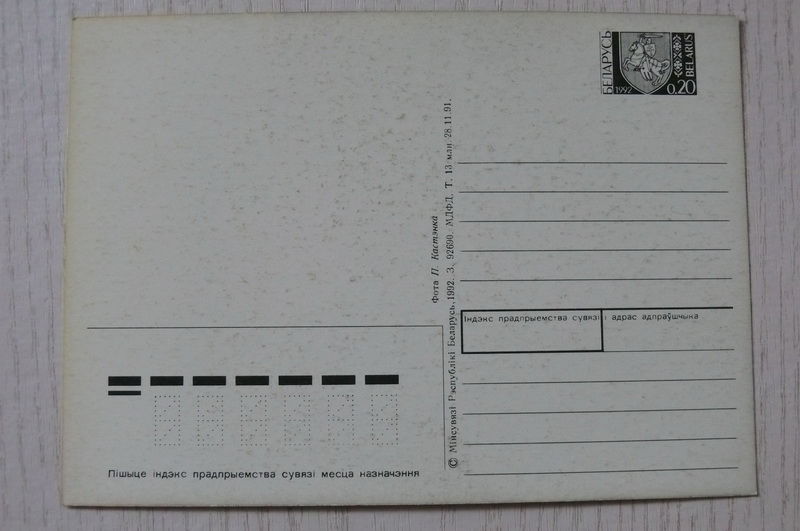 БЕЛАРУСЬ
1992
0.20
BELARUS
Фота П. Кастэнкі
© Мінсувязі Рэспублікі Беларусь, 1992. З. 92690. МДФД. Т. 13 млн. 28.11.91.
Індэкс прадпрыемства сувязі і адрас адпраўшчыка
Пішыце індэкс прадпрыемства сувязі месца назначэння